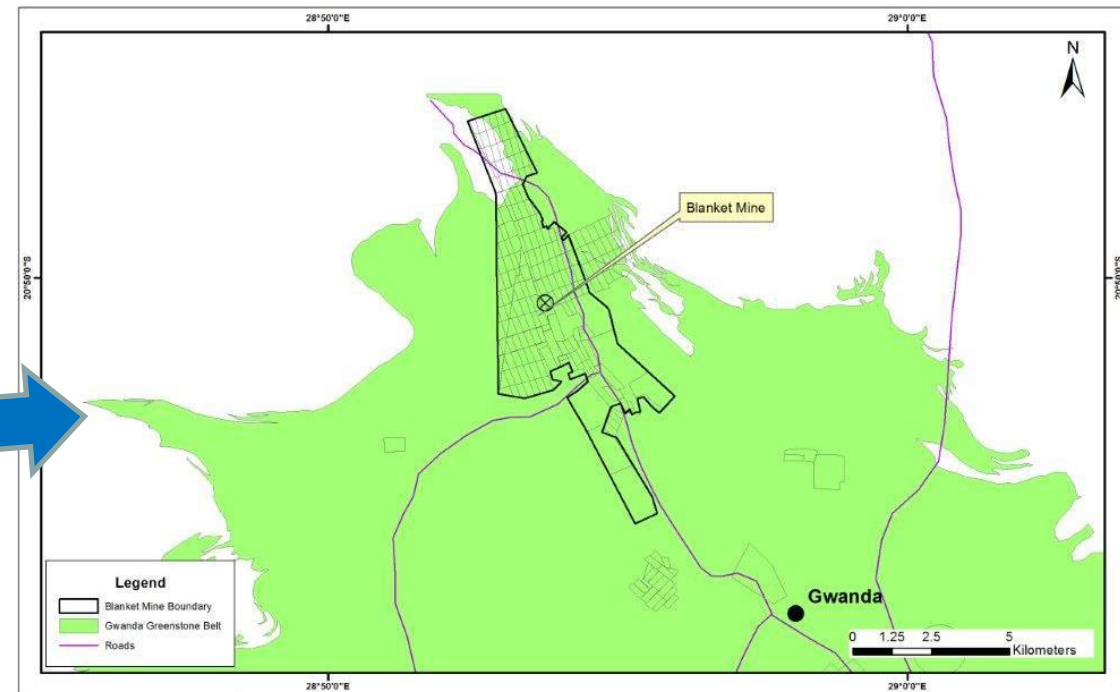 28°50'0"E
29°0'0"E
N
Blanket Mine
20°50'0"S
20°50'0"S
Legend
Blanket Mine Boundary
Gwanda Greenstone Belt
Roads
Gwanda
0 1.25 2.5 5
Kilometers
28°50'0"E
29°0'0"E